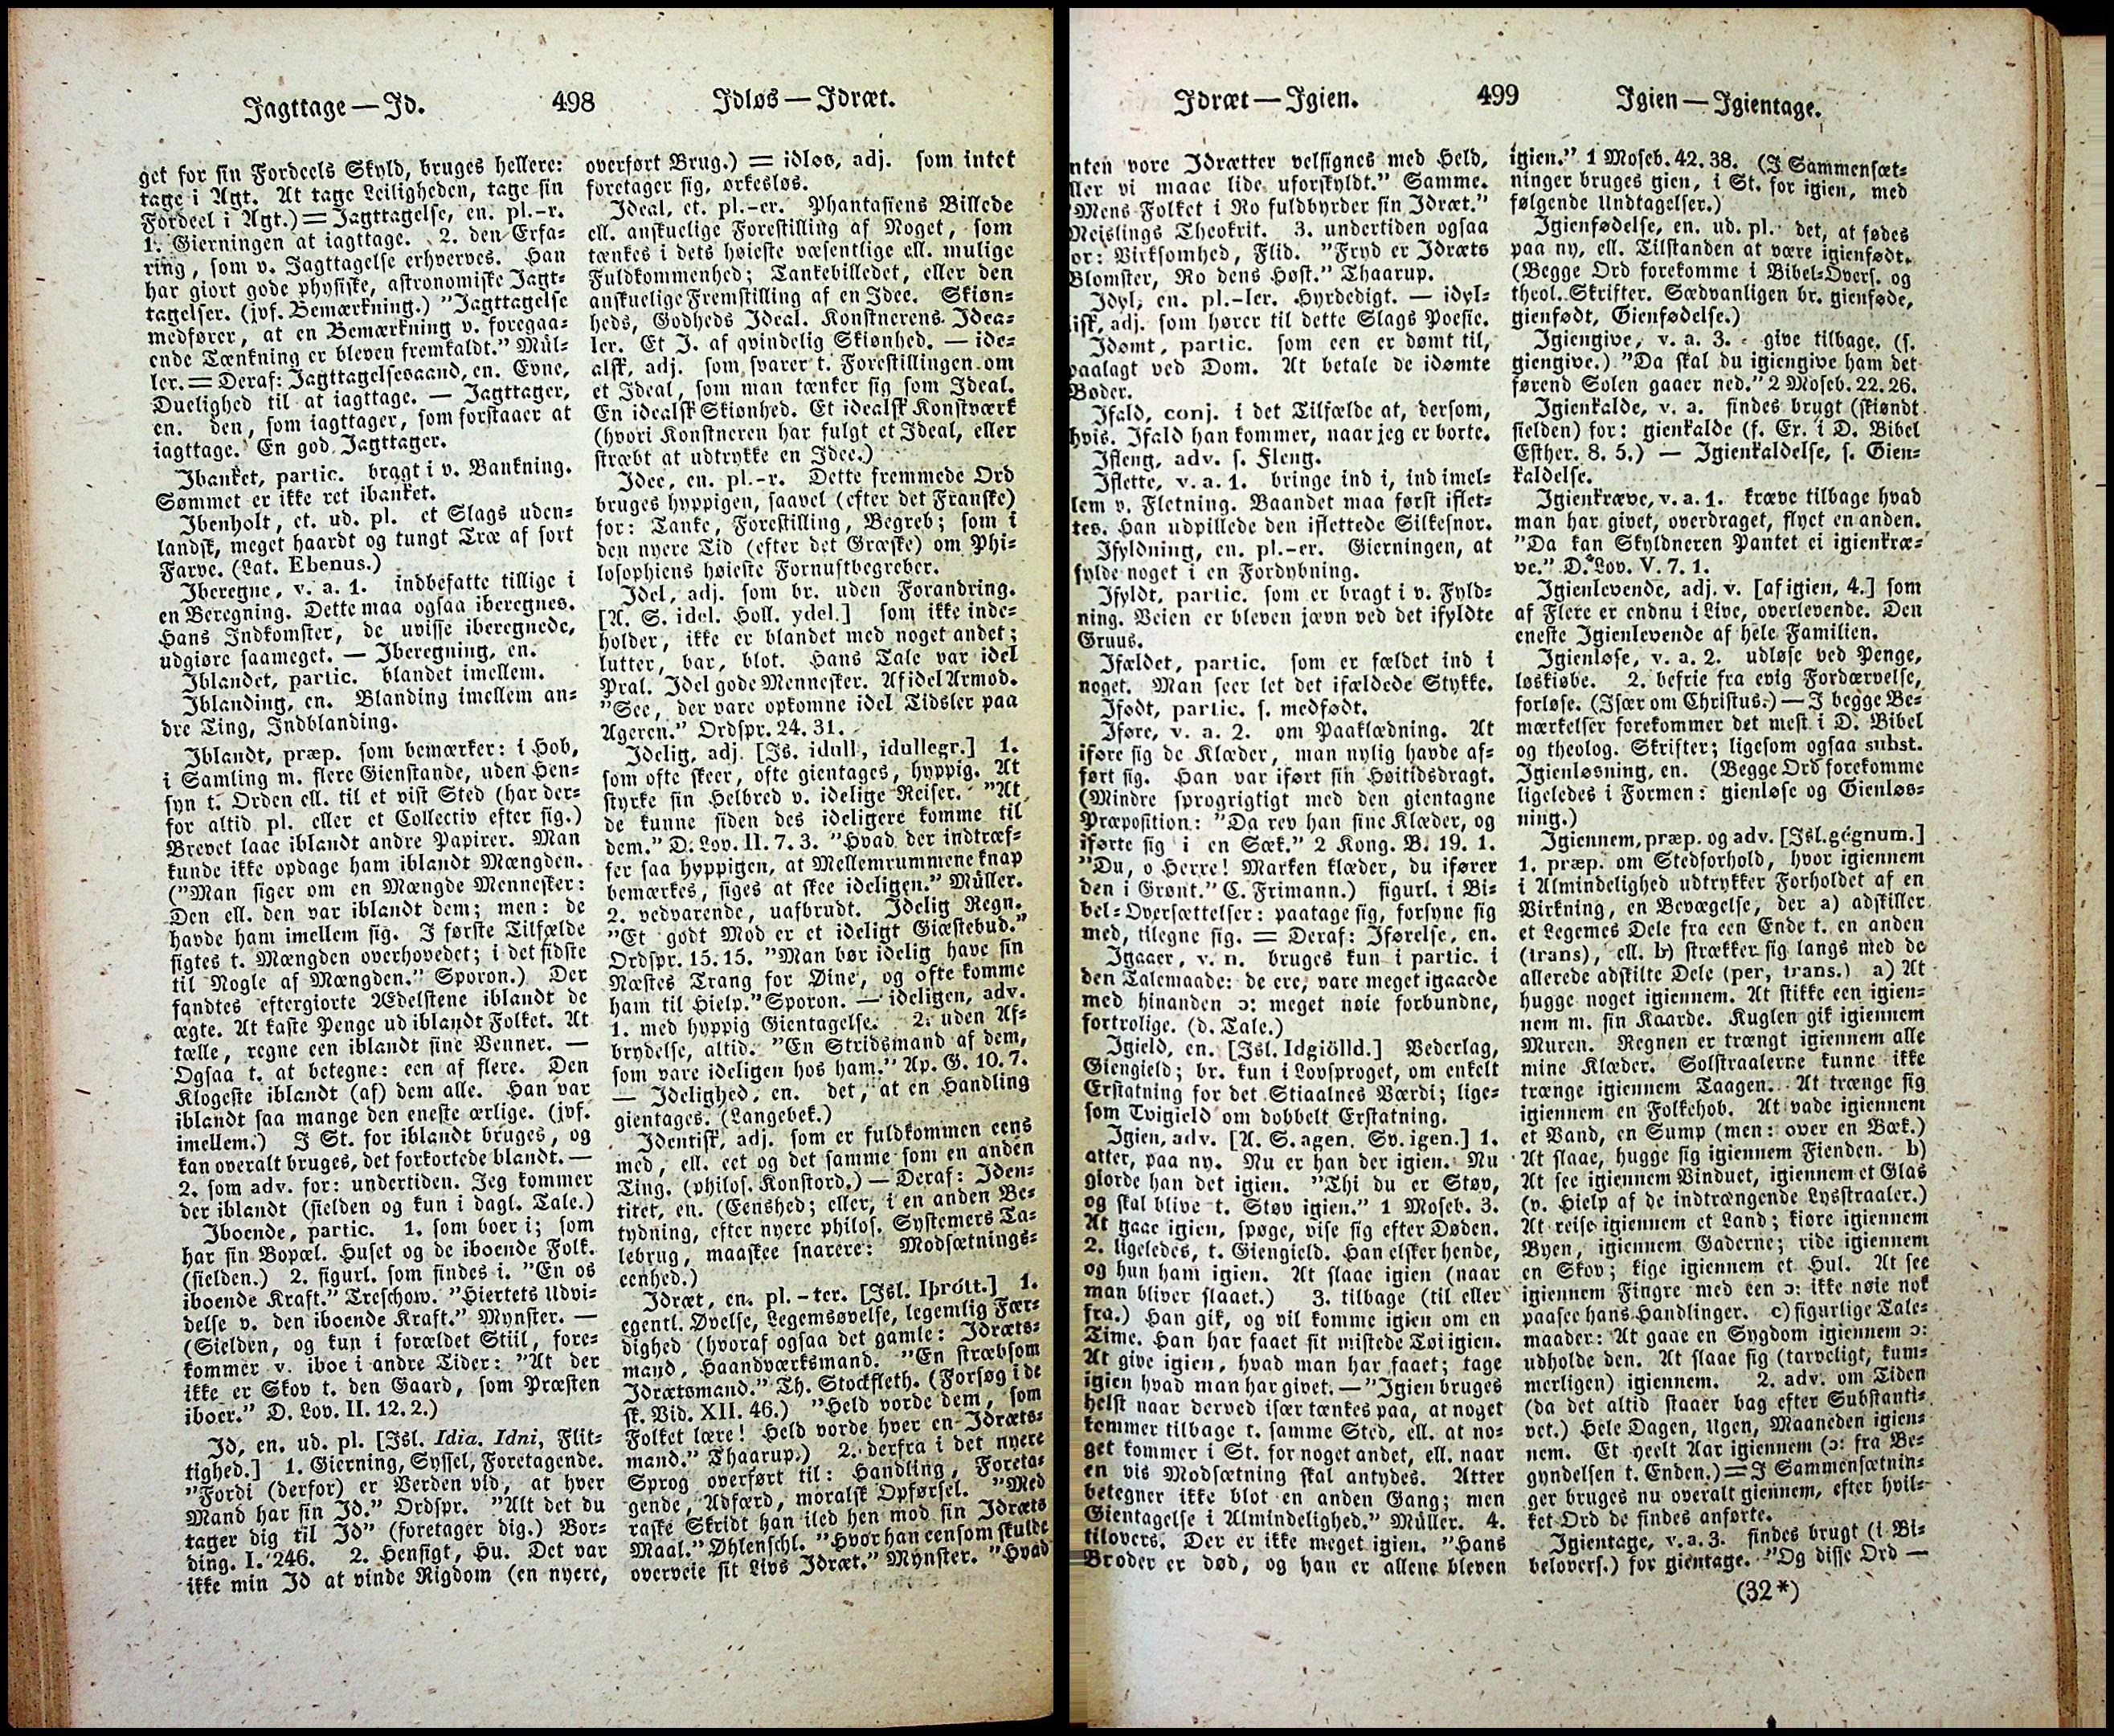 Jagttage — Id.
498
Idløs — Idræt.
get for sin Fordeels Skyld, bruges hellere:
tage i Agt. At tage Leiligheden, tage sin
Fordeel i Agt.) = Jagttagelse, en. pl.-r.
1. Gierningen at iagttage. 2. den Erfa-
ring, som v. Jagttagelse erhverves. Han
har giort gode physiske, astronomiske Jagt-
tagelser. (jvf. Bemærkning.) "Jagttagelse
medfører, at en Bemærkning v. foregaa-
ende Tænkning er bleven fremkaldt." Mül-
ler. = Deraf: Jagttagelsesaand, en. Evne,
Duelighed til at iagttage. — Jagttager,
en. den, som iagttager, som forstaaer at
iagttage. En god Jagttager.
Ibanket, partic. bragt i v. Bankning.
Sømmet er ikke ret ibanket.
Ibenholt, et. ud. pl. et Slags uden-
landsk, meget haardt og tungt Træ af sort
Farve. (Lat. Ebenus.)
Iberegne, v. a. 1. indbefatte tillige i
en Beregning. Dette maa ogsaa iberegnes.
Hans Indkomster, de uvisse iberegnede,
udgiøre saameget. — Iberegning, en.
Iblandet, partic. blandet imellem.
Iblanding, en. Blanding imellem an-
dre Ting, Indblanding.
Iblandt, præp. som bemærker: i Hob,
i Samling m. flere Gienstande, uden Hen-
syn t. Orden ell. til et vist Sted (har der-
for altid pl. eller et Collectiv efter sig.)
Brevet laae iblandt andre Papirer. Man
kunde ikke opdage ham iblandt Mængden.
("Man siger om en Mængde Mennesker:
Den ell. den var iblandt dem; men: de
havde ham imellem sig. I første Tilfælde
sigtes t. Mængden overhovedet; i det sidste
til Nogle af Mængden." Sporon.) Der
fandtes eftergiorte Ædelstene iblandt de
ægte. At kaste Penge ud iblandt Folket. At
tælle, regne een iblandt sine Venner. —
Ogsaa t. at betegne: een af flere. Den
Klogeste iblandt (af) dem alle. Han var
iblandt saa mange den eneste ærlige. (jvf.
imellem.) I St. for iblandt bruges, og
kan overalt bruges, det forkortede blandt. —
2. som adv. for: undertiden. Jeg kommer
der iblandt (sielden og kun i dagl. Tale.)
Iboende, partic. 1. som boer i; som
har sin Bopæl. Huset og de iboende Folk.
(sielden.) 2. figurl. som findes i. "En os
iboende Kraft." Treschow. "Hiertets Udvi-
delse v. den iboende Kraft." Mynster. —
(Sielden, og kun i forældet Stiil, fore-
kommer v. iboe i andre Tider: "At der
ikke er Skov t. den Gaard, som Præsten
iboer." D. Lov. II. 12. 2.)
Id, en. ud. pl. [Isl. Idia. Idni, Flit-
tighed.] 1. Gierning, Syssel, Foretagende.
"Fordi (derfor) er Verden vid, at hver
Mand har sin Id." Ordspr. "Alt det du
tager dig til Id" (foretager dig.) Bor-
ding. I. 246. 2. Hensigt, Hu. Det var
ikke min Id at vinde Rigdom (en nyere,
overført Brug.) = idløs, adj. som intet
foretager sig, ørkesløs.
Ideal, et. pl.-er. Phantasiens Billede
ell. anskuelige Forestilling af Noget, som
tænkes i dets høieste væsentlige ell. mulige
Fuldkommenhed; Tankebilledet, eller den
anskuelige Fremstilling af en Idee. Skiøn-
heds, Godheds Ideal. Konstnerens Idea-
ler. Et I. af qvindelig Skiønhed. — ide-
alsk, adj. som svarer t. Forestillingen om
et Ideal, som man tænker sig som Ideal.
En idealsk Skiønhed. Et idealsk Konstværk
(hvori Konstneren har fulgt et Ideal, eller
stræbt at udtrykke en Idee.)
Idee, en. pl.-r. Dette fremmede Ord
bruges hyppigen, saavel (efter det Franske)
for: Tanke, Forestilling, Begreb; som i
den nyere Tid (efter det Græske) om Phi-
losophiens høieste Fornuftbegreber.
Idel, adj. som br. uden Forandring.
[A. S. idel. Holl. ydel.] som ikke inde-
holder, ikke er blandet med noget andet;
lutter, bar, blot. Hans Tale var idel
Pral. Idel gode Mennesker. Af idel Armod.
"See, der vare opkomne idel Tidsler paa
Ageren." Ordspr. 24. 31.
Idelig, adj. [Is. idull, idullegr.] 1.
som ofte skeer, ofte gientages, hyppig. At
styrke sin Helbred v. idelige Reiser. "At
de kunne siden des ideligere komme til
dem." D. Lov. II. 7. 3. "Hvad der indtræf-
fer saa hyppigen, at Mellemrummene knap
bemærkes, siges at skee ideligen." Müller.
2. vedvarende, uafbrudt. Idelig Regn.
"Et godt Mod er et ideligt Giæstebud."
Ordspr. 15. 15. "Man bør idelig have sin
Næstes Trang for Øine, og ofte komme
ham til Hielp." Sporon. — ideligen, adv.
1. med hyppig Gientagelse. 2. uden Af-
brydelse, altid. "En Stridsmand af dem,
som vare ideligen hos ham." Ap. G. 10. 7.
— Idelighed, en. det, at en Handling
gientages. (Langebek.)
Identisk, adj. som er fuldkommen eens
med, ell. eet og det samme som en anden
Ting. (philos. Konstord.) — Deraf: Iden-
titet, en. (Eenshed; eller, i en anden Be-
tydning, efter nyere philos. Systemers Ta-
lebrug, maaskee snarere: Modsætnings-
eenhed.)
Idræt, en. pl.-ter. [Isl. Iþrótt.] 1.
egentl. Øvelse, Legemsøvelse, legemlig Fær-
dighed (hvoraf ogsaa det gamle: Idræts-
mand, Haandværksmand. "En stræbsom
Idrætsmand." Th. Stockfleth. (Forsøg i de
sk. Vid. XII. 46.) "Held vorde dem, som
Folket lære! Held vorde hver en Idræts-
mand." Thaarup.) 2. derfra i det nyere
Sprog overført til: Handling, Foreta-
gende, Adfærd, moralsk Opførsel. "Med
raske Skridt han iled hen mod sin Idræts
Maal." Øhlenschl. "Hvor han eensom skulde
overveie sit Livs Idræt." Mynster. "Hvad
Idræt — Igien.
499
Igien — Igientage.
vore Idrætter velsignes med Held,
vi maae lide uforskyldt." Samme.
"Mens Folket i Ro fuldbyrder sin Idræt."
Meislings Theokrit. 3. undertiden ogsaa
or: Virksomhed, Flid. "Fryd er Idræts
Blomster, Ro dens Høst." Thaarup.
Idyl, en. pl.-ler. Hyrdedigt. — idyl-
isk, adj. som hører til dette Slags Poesie.
Idømt, partic. som een er dømt til,
paalagt ved Dom. At betale de idømte
Bøder.
Ifald, conj. i det Tilfælde at, dersom,
hvis. Ifald han kommer, naar jeg er borte.
Ifleng, adv. s. Fleng.
Iflette, v. a. 1. bringe ind i, ind imel-
lem v. Fletning. Baandet maa først iflet-
tes. Han udpillede den iflettede Silkesnor.
Ifyldning, en. pl.-er. Gierningen, at
fylde noget i en Fordybning.
Ifyldt, partic. som er bragt i v. Fyld-
ning. Veien er bleven jævn ved det ifyldte
Gruus.
Ifældet, partic. som er fældet ind i
noget. Man seer let det ifældede Stykke.
Ifødt, partic. s. medfødt.
Iføre, v. a. 2. om Paaklædning. At
iføre sig de Klæder, man nylig havde af-
ført sig. Han var iført sin Høitidsdragt.
(Mindre sprogrigtigt med den gientagne
Præposition: "Da rev han sine Klæder, og
iførte sig i en Sæk." 2 Kong. B. 19. 1.
"Du, o Herre! Marken klæder, du ifører
den i Grønt." C. Frimann.) figurl. i Bi-
bel-Oversættelser: paatage sig, forsyne sig
med, tilegne sig. = Deraf: Iførelse, en.
Igaaer, v. n. bruges kun i partic. i
den Talemaade: de ere, vare meget igaaede
med hinanden ɔ: meget nøie forbundne,
fortrolige. (d. Tale.)
Igield, en. [Isl. Idgiölld.] Vederlag,
Giengield; br. kun i Lovsproget, om enkelt
Erstatning for det Stiaalnes Værdi; lige-
som Tvigield om dobbelt Erstatning.
Igien, adv. [A. S. agen. Sv. igen.] 1.
atter, paa ny. Nu er han der igien. Nu
giorde han det igien. "Thi du er Støv,
og skal blive t. Støv igien." 1 Moseb. 3.
At gaae igien, spøge, vise sig efter Døden.
2. ligeledes, t. Giengield. Han elsker hende,
og hun ham igien. At slaae igien (naar
man bliver slaaet.) 3. tilbage (til eller
fra.) Han gik, og vil komme igien om en
Time. Han har faaet sit mistede Tøi igien.
At give igien, hvad man har faaet; tage
igien hvad man har givet. — "Igien bruges
helst naar derved især tænkes paa, at noget
kommer tilbage t. samme Sted, ell. at no-
get kommer i St. for noget andet, ell. naar
en vis Modsætning skal antydes. Atter
betegner ikke blot en anden Gang; men
Gientagelse i Almindelighed." Müller. 4.
tilovers. Der er ikke meget igien. "Hans
Broder er død, og han er allene bleven
igien." 1 Moseb. 42. 38. (I Sammensæt-
ninger bruges gien, i St. for igien, med
følgende Undtagelser.)
Igienfødelse, en. ud. pl. det, at fødes
paa ny, ell. Tilstanden at være igienfødt.
(Begge Ord forekomme i Bibel-Overs. og
theol. Skrifter. Sædvanligen br. gienføde,
gienfødt, Gienfødelse.)
Igiengive, v. a. 3. give tilbage. (s.
giengive.) "Da skal du igiengive ham det
førend Solen gaaer ned." 2 Moseb. 22. 26.
Igienkalde, v. a. findes brugt (skiøndt
sielden) for: gienkalde (f. Ex. i D. Bibel
Esther. 8. 5.) — Igienkaldelse, s. Gien-
kaldelse.
Igienkræve, v. a. 1. kræve tilbage hvad
man har givet, overdraget, flyet en anden.
"Da kan Skyldneren Pantet ei igienkræ-
ve." D. Lov. V. 7. 1.
Igienlevende, adj. v. [af igien, 4.] som
af Flere er endnu i Live, overlevende. Den
eneste Igienlevende af hele Familien.
Igienløse, v. a. 2. udløse ved Penge,
løskiøbe. 2. befrie fra evig Fordærvelse,
forløse. (Især om Christus.) — I begge Be-
mærkelser forekommer det mest i D. Bibel
og theolog. Skrifter; ligesom ogsaa subst.
Igienløsning, en. (Begge Ord forekomme
ligeledes i Formen: gienløse og Gienløs-
ning.)
Igiennem, præp. og adv. [Isl. gégnum.]
1. præp. om Stedforhold, hvor igiennem
i Almindelighed udtrykker Forholdet af en
Virkning, en Bevægelse, der a) adskiller
et Legemes Dele fra een Ende t. en anden
(trans), ell. b) strækker sig langs med de
allerede adskilte Dele (per, trans.) a) At
hugge noget igiennem. At stikke een igien-
nem m. sin Kaarde. Kuglen gik igiennem
Muren. Regnen er trængt igiennem alle
mine Klæder. Solstraalerne kunne ikke
trænge igiennem Taagen. At trænge sig
igiennem en Folkehob. At vade igiennem
et Vand, en Sump (men: over en Bæk.)
At slaae, hugge sig igiennem Fienden. b)
At see igiennem Vinduet, igiennem et Glas
(v. Hielp af de indtrængende Lysstraaler.)
At reise igiennem et Land; kiøre igiennem
Byen, igiennem Gaderne; ride igiennem
en Skov; kige igiennem et Hul. At see
igiennem Fingre med een ɔ: ikke nøie nok
paasee hans Handlinger. c) figurlige Tale-
maader: At gaae en Sygdom igiennem ɔ:
udholde den. At slaae sig (tarveligt, kum-
merligen) igiennem. 2. adv. om Tiden
(da det altid staaer bag efter Substanti-
vet.) Hele Dagen, Ugen, Maaneden igien-
nem. Et heelt Aar igiennem (ɔ: fra Be-
gyndelsen t. Enden.) = I Sammensætnin-
ger bruges nu overalt giennem, efter hvil-
ket Ord de findes anførte.
Igientage, v. a. 3. findes brugt (i Bi-
belovers.) for gientage. "Og disse Ord —
(32*)